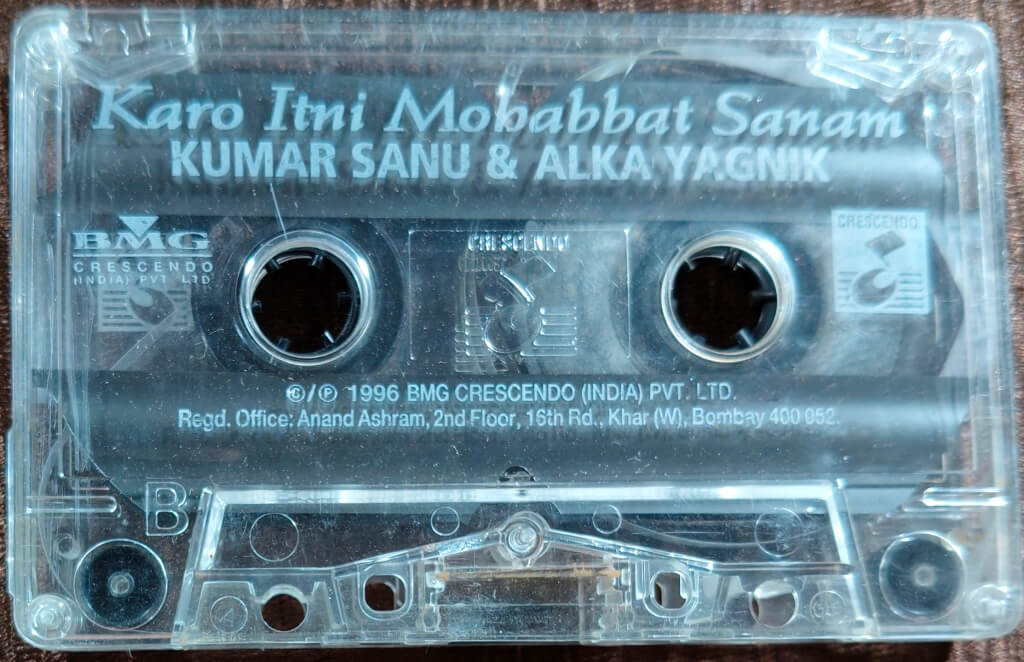 Karo Itni Mohabbat Sanam
KUMAR SANU & ALKA YAGNIK
BMG
CRESCENDO
(INDIA) PVT. LTD
CRESCENDO
CRESCENDO
©/℗ 1996 BMG CRESCENDO (INDIA) PVT. LTD.
Regd. Office: Anand Ashram, 2nd Floor, 16th Rd., Khar (W), Bombay 400 052.
B